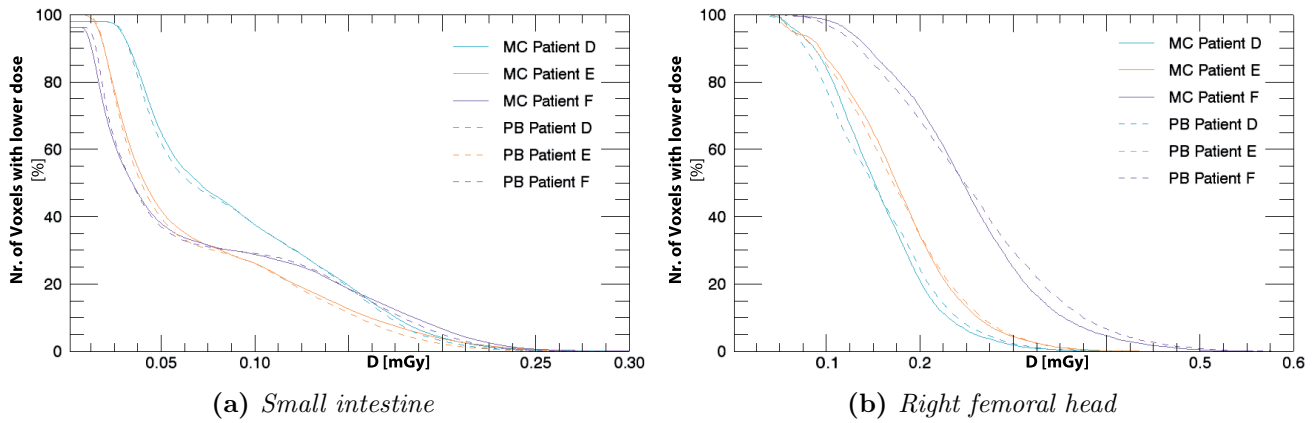 100
80
60
40
20
0
Nr. of Voxels with lower dose
[%]
0.05
0.10
D [mGy]
0.25
0.30
MC Patient D
MC Patient E
MC Patient F
PB Patient D
PB Patient E
PB Patient F
(a) Small intestine
100
80
60
40
20
0
Nr. of Voxels with lower dose
[%]
0.1
0.2
D [mGy]
0.5
0.6
MC Patient D
MC Patient E
MC Patient F
PB Patient D
PB Patient E
PB Patient F
(b) Right femoral head